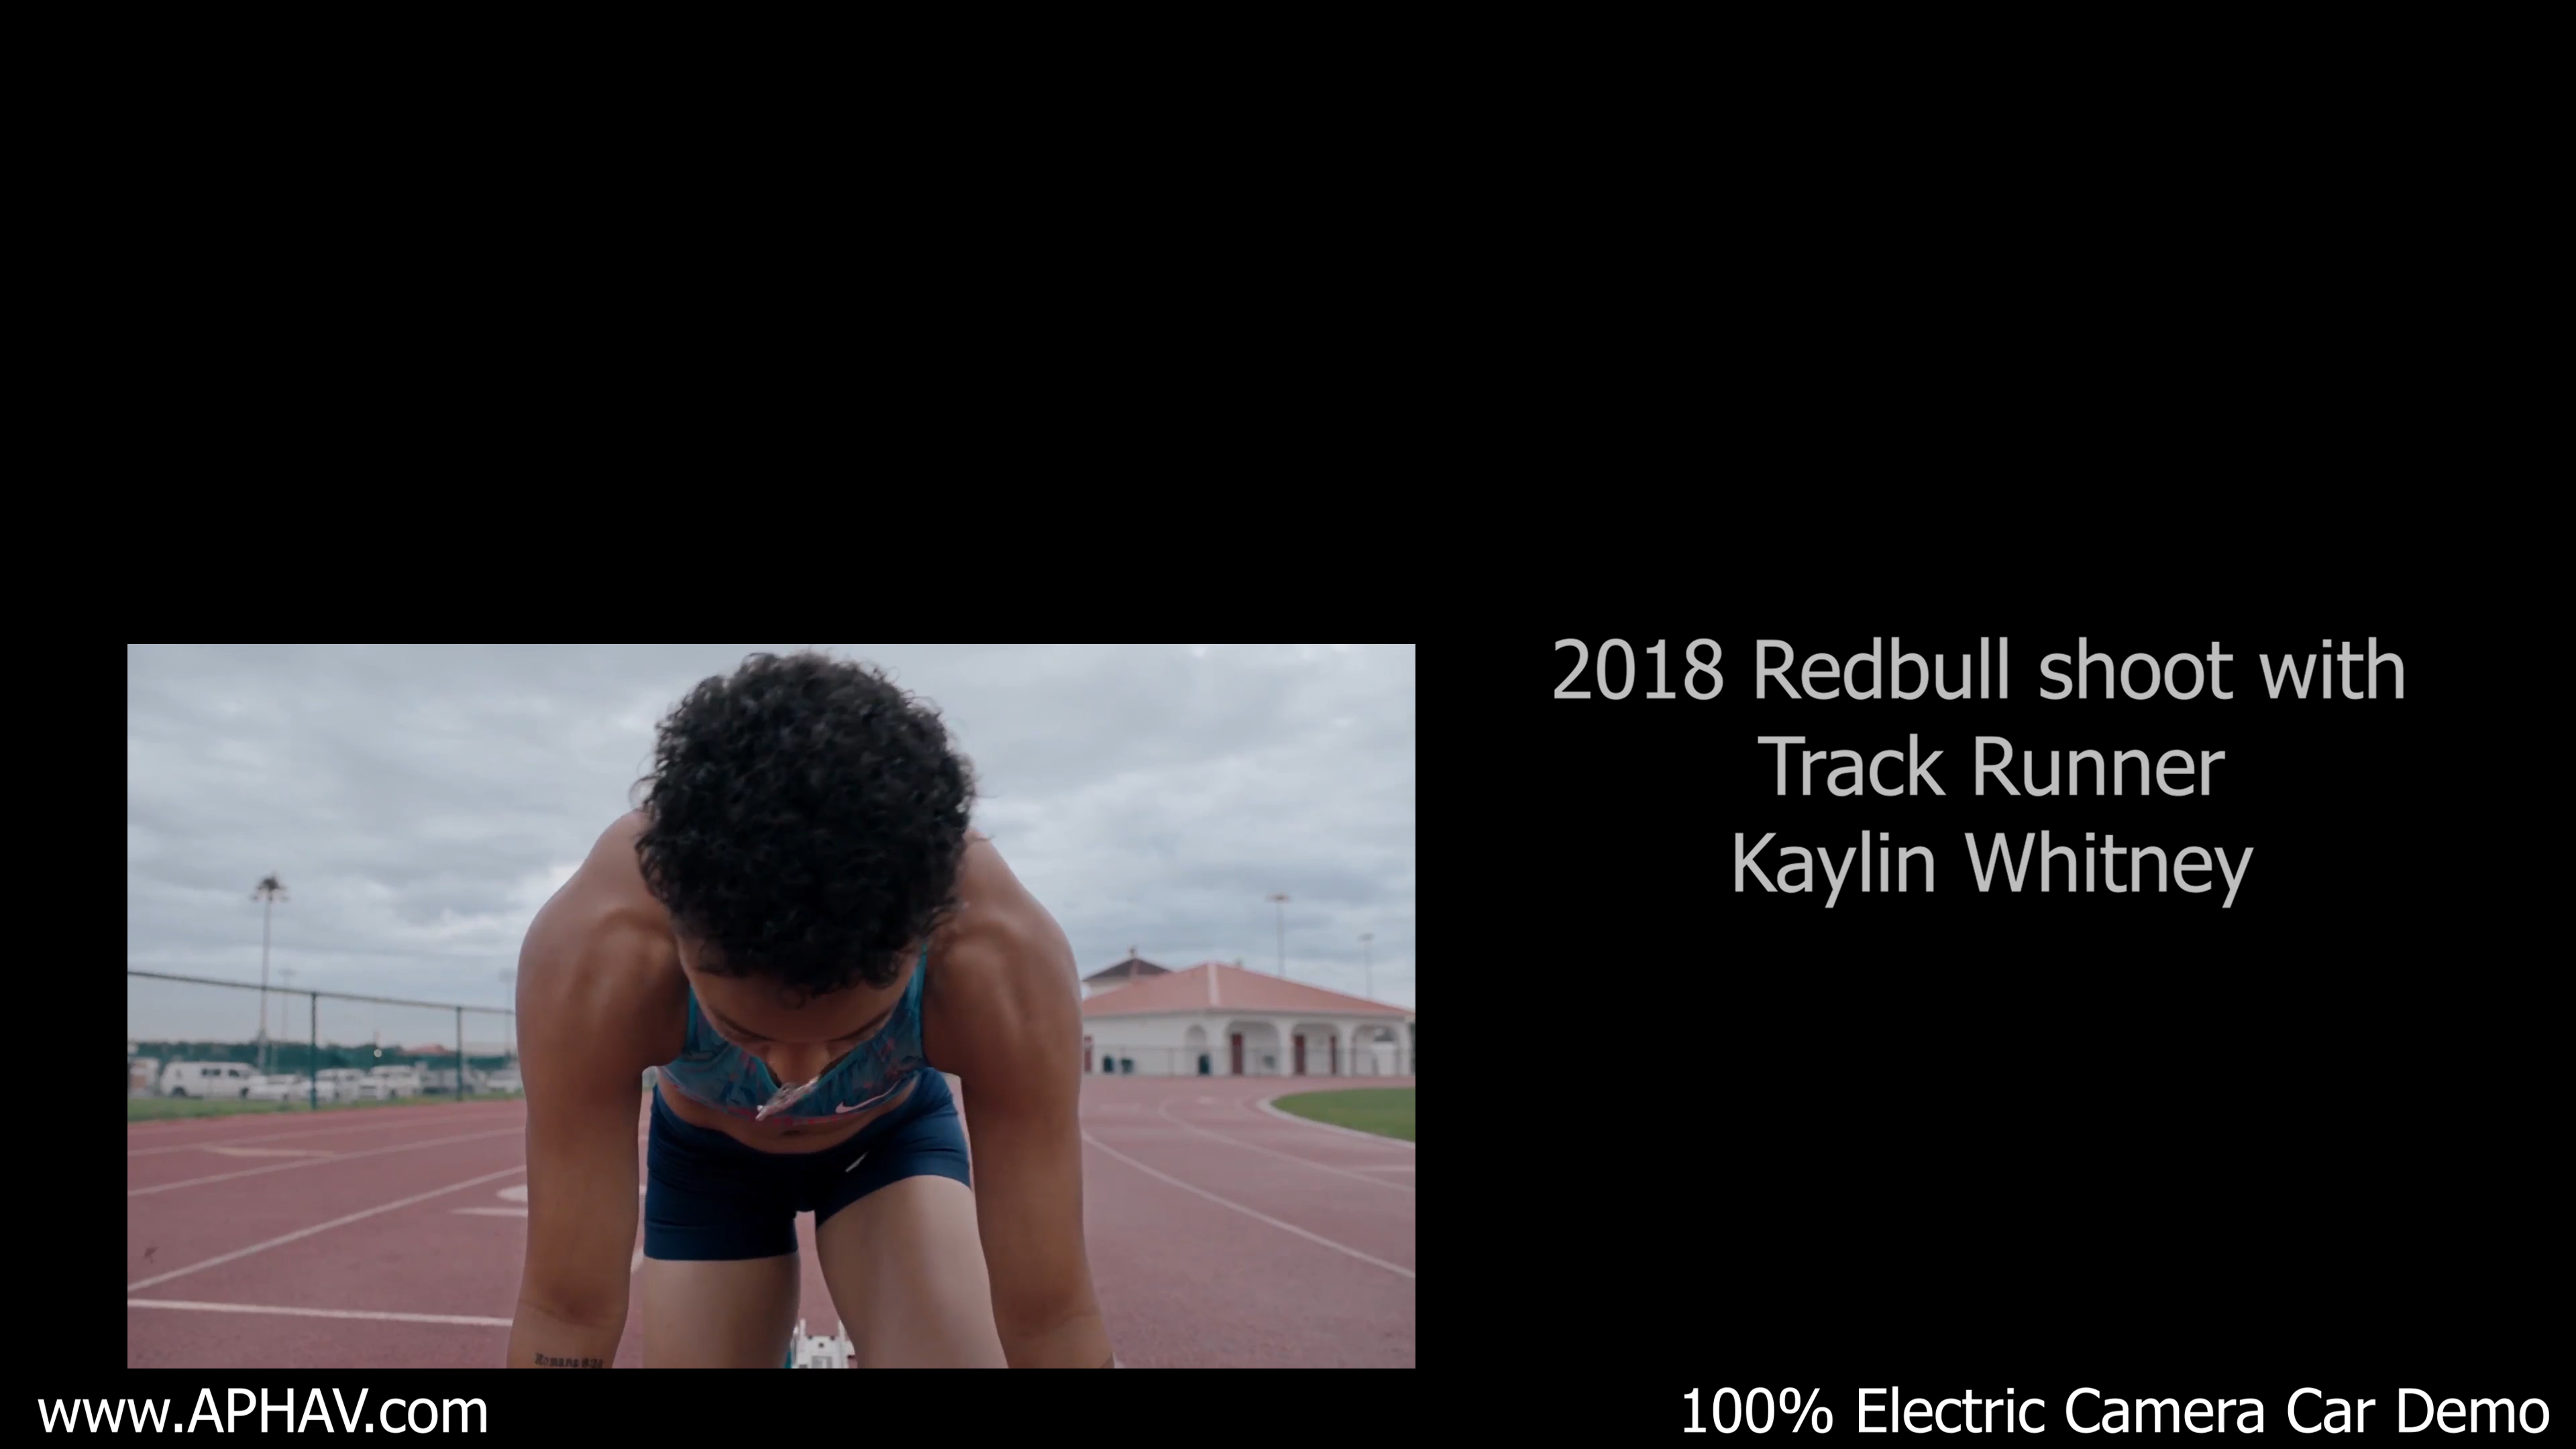 2018 Redbull shoot with
Track Runner
Kaylin Whitney
www.APHAV.com
100% Electric Camera Car Demo